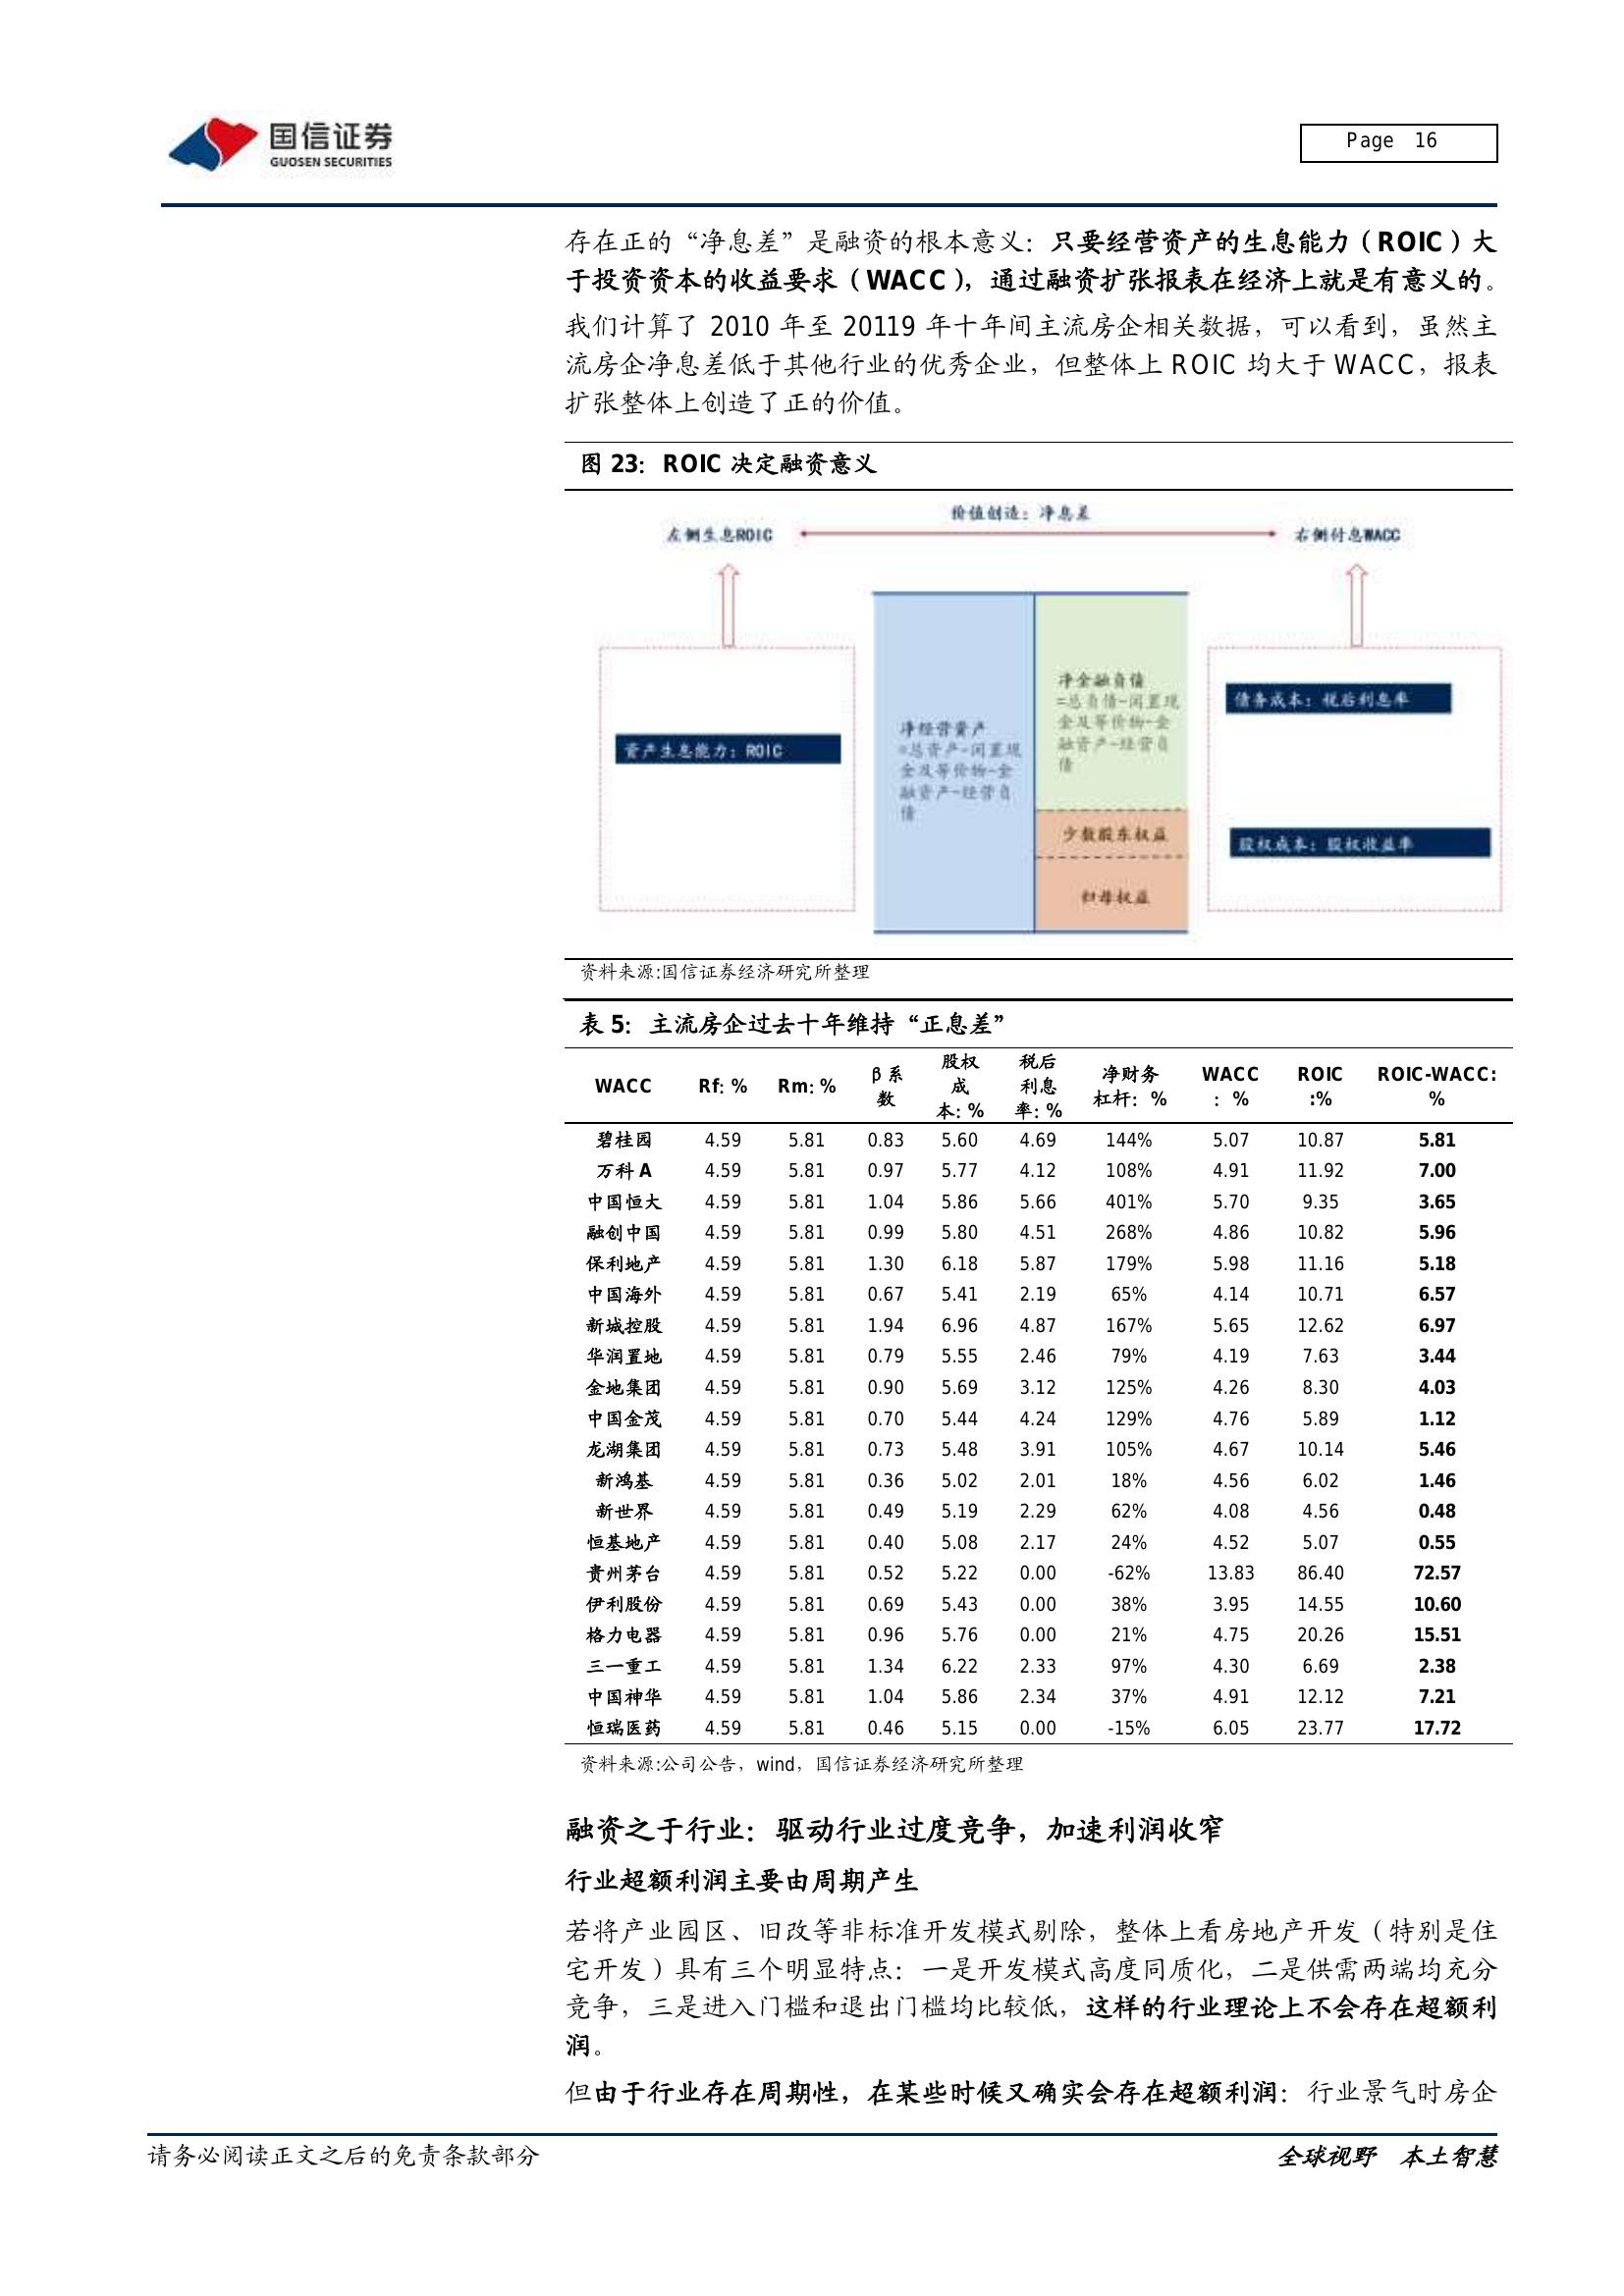 国信证券
GUOSEN SECURITIES
Page 16
存在正的“净息差”是融资的根本意义：只要经营资产的生息能力（ROIC）大
于投资资本的收益要求（WACC），通过融资扩张报表在经济上就是有意义的。
我们计算了 2010 年至 20119 年十年间主流房企相关数据，可以看到，虽然主
流房企净息差低于其他行业的优秀企业，但整体上 ROIC 均大于 WACC，报表
扩张整体上创造了正的价值。
图 23：ROIC 决定融资意义
价值创造：净息差
左侧生息ROIC
右侧付息WACC
资产生息能力：ROIC
净经营资产
=总资产-闲置现
金及等价物-金
融资产-经营负
债
净金融负债
=总负债-闲置现
金及等价物-金
融资产-经营负
债
少数股东权益
归母权益
债务成本：税后利息率
股权成本：股权收益率
资料来源:国信证券经济研究所整理
表 5：主流房企过去十年维持“正息差”
WACC Rf: % Rm: % β系数 股权成本: % 税后利息率: % 净财务杠杆: % WACC: % ROIC:% ROIC-WACC: %
碧桂园 4.59 5.81 0.83 5.60 4.69 144% 5.07 10.87 5.81
万科 A 4.59 5.81 0.97 5.77 4.12 108% 4.91 11.92 7.00
中国恒大 4.59 5.81 1.04 5.86 5.66 401% 5.70 9.35 3.65
融创中国 4.59 5.81 0.99 5.80 4.51 268% 4.86 10.82 5.96
保利地产 4.59 5.81 1.30 6.18 5.87 179% 5.98 11.16 5.18
中国海外 4.59 5.81 0.67 5.41 2.19 65% 4.14 10.71 6.57
新城控股 4.59 5.81 1.94 6.96 4.87 167% 5.65 12.62 6.97
华润置地 4.59 5.81 0.79 5.55 2.46 79% 4.19 7.63 3.44
金地集团 4.59 5.81 0.90 5.69 3.12 125% 4.26 8.30 4.03
中国金茂 4.59 5.81 0.70 5.44 4.24 129% 4.76 5.89 1.12
龙湖集团 4.59 5.81 0.73 5.48 3.91 105% 4.67 10.14 5.46
新鸿基 4.59 5.81 0.36 5.02 2.01 18% 4.56 6.02 1.46
新世界 4.59 5.81 0.49 5.19 2.29 62% 4.08 4.56 0.48
恒基地产 4.59 5.81 0.40 5.08 2.17 24% 4.52 5.07 0.55
贵州茅台 4.59 5.81 0.52 5.22 0.00 -62% 13.83 86.40 72.57
伊利股份 4.59 5.81 0.69 5.43 0.00 38% 3.95 14.55 10.60
格力电器 4.59 5.81 0.96 5.76 0.00 21% 4.75 20.26 15.51
三一重工 4.59 5.81 1.34 6.22 2.33 97% 4.30 6.69 2.38
中国神华 4.59 5.81 1.04 5.86 2.34 37% 4.91 12.12 7.21
恒瑞医药 4.59 5.81 0.46 5.15 0.00 -15% 6.05 23.77 17.72
资料来源:公司公告，wind，国信证券经济研究所整理
融资之于行业：驱动行业过度竞争，加速利润收窄
行业超额利润主要由周期产生
若将产业园区、旧改等非标准开发模式剔除，整体上看房地产开发（特别是住
宅开发）具有三个明显特点：一是开发模式高度同质化，二是供需两端均充分
竞争，三是进入门槛和退出门槛均比较低，这样的行业理论上不会存在超额利
润。
但由于行业存在周期性，在某些时候又确实会存在超额利润：行业景气时房企
请务必阅读正文之后的免责条款部分
全球视野 本土智慧